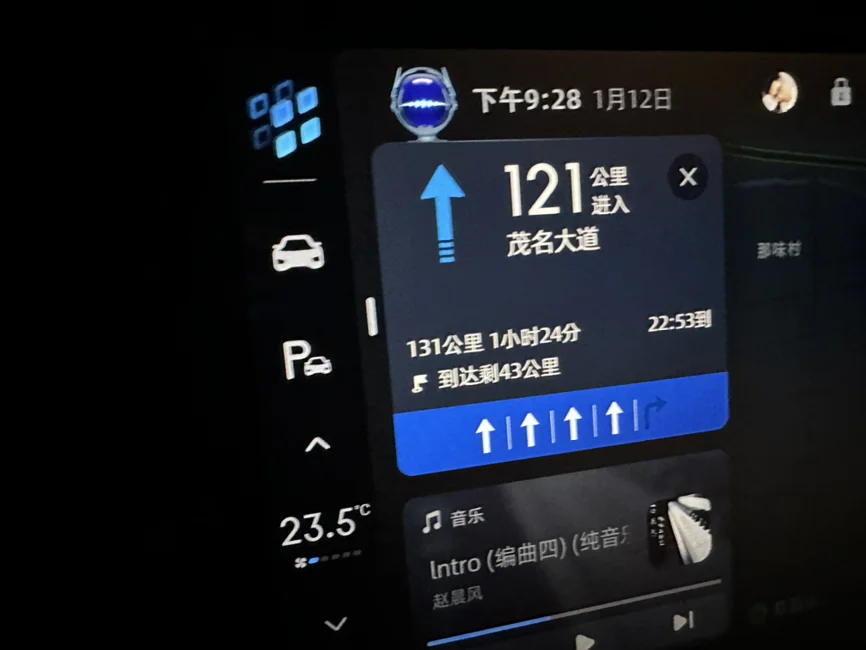 下午9:28 1月12日
121 公里
进入
茂名大道
那味村
131公里 1小时24分 22:53到
到达剩43公里
P
23.5℃
音乐
Intro (编曲四) (纯音乐
赵晨风